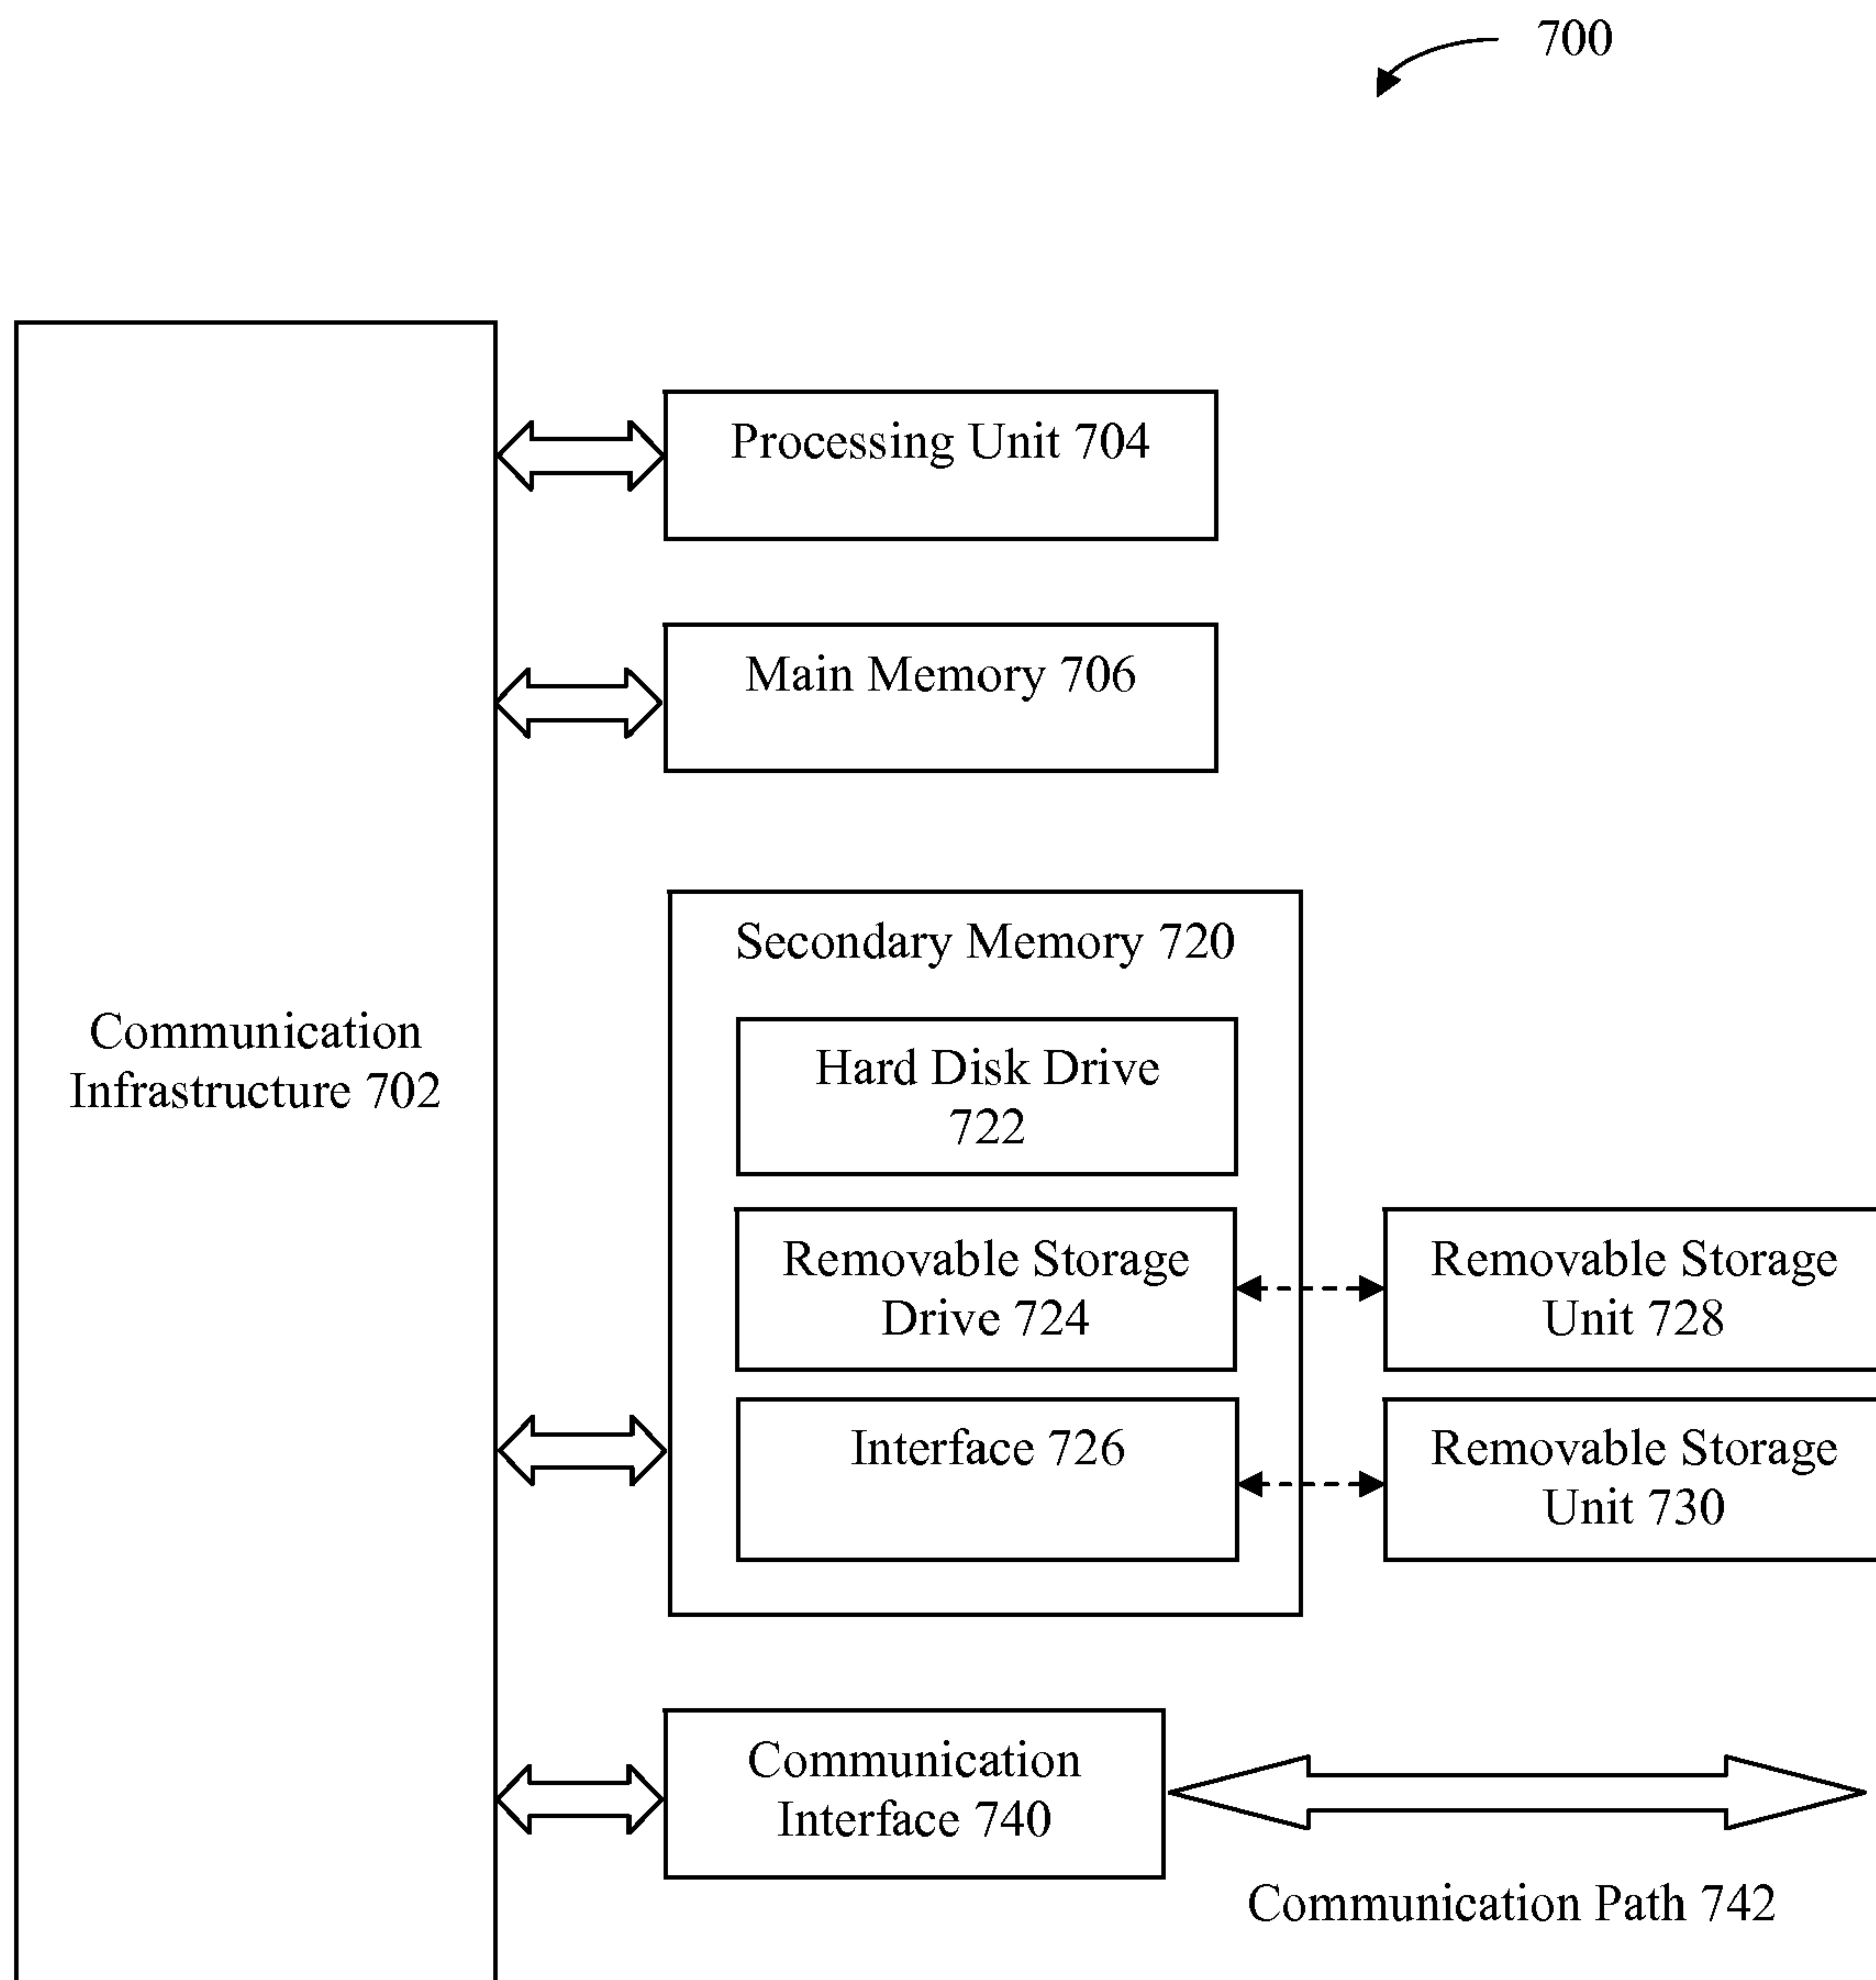 700
Processing Unit 704
Main Memory 706
Secondary Memory 720
Communication
Infrastructure 702
Hard Disk Drive
722
Removable Storage
Drive 724
Removable Storage
Unit 728
Interface 726
Removable Storage
Unit 730
Communication
Interface 740
Communication Path 742